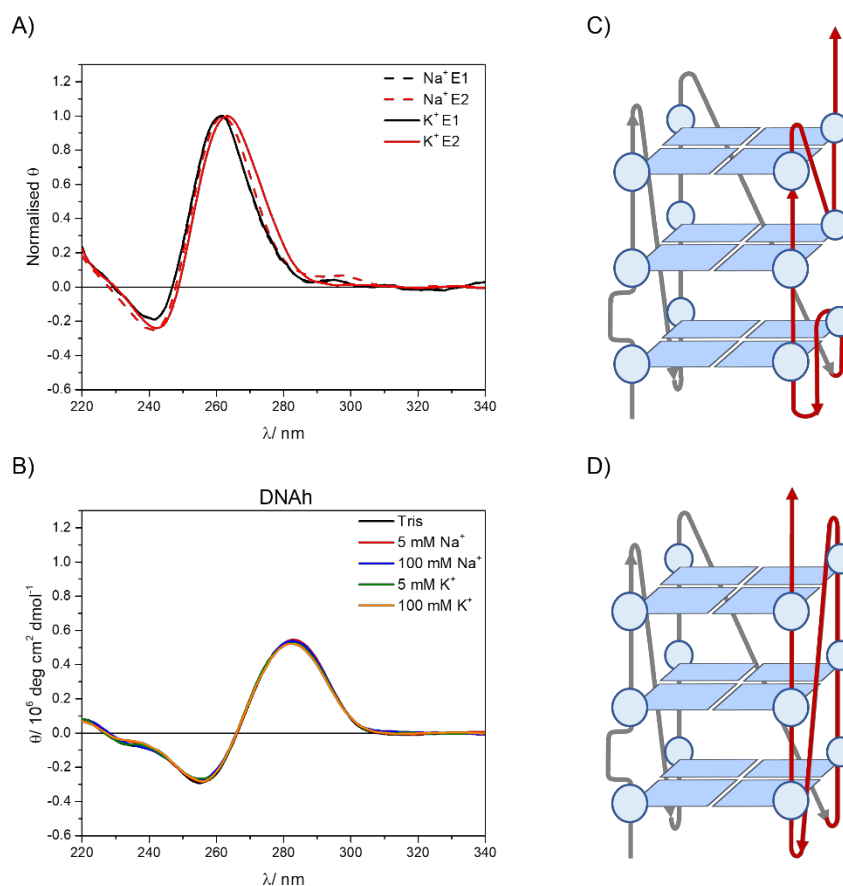 A)
1.2
1.0
0.8
0.6
0.4
0.2
0.0
-0.2
-0.4
-0.6
Normalised θ
Na⁺ E1
Na⁺ E2
K⁺ E1
K⁺ E2
220 240 260 280 300 320 340
λ/ nm
C)
B)
DNAh
1.2
1.0
0.8
0.6
0.4
0.2
0.0
-0.2
-0.4
-0.6
θ/ 10⁶ deg cm² dmol⁻¹
Tris
5 mM Na⁺
100 mM Na⁺
5 mM K⁺
100 mM K⁺
220 240 260 280 300 320 340
λ/ nm
D)